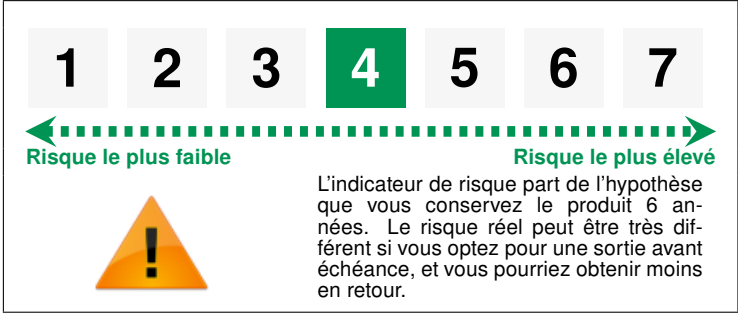 1 2 3 4 5 6 7
Risque le plus faible Risque le plus élevé
L'indicateur de risque part de l'hypothèse
que vous conservez le produit 6 an-
nées. Le risque réel peut être très dif-
férent si vous optez pour une sortie avant
échéance, et vous pourriez obtenir moins
en retour.
!